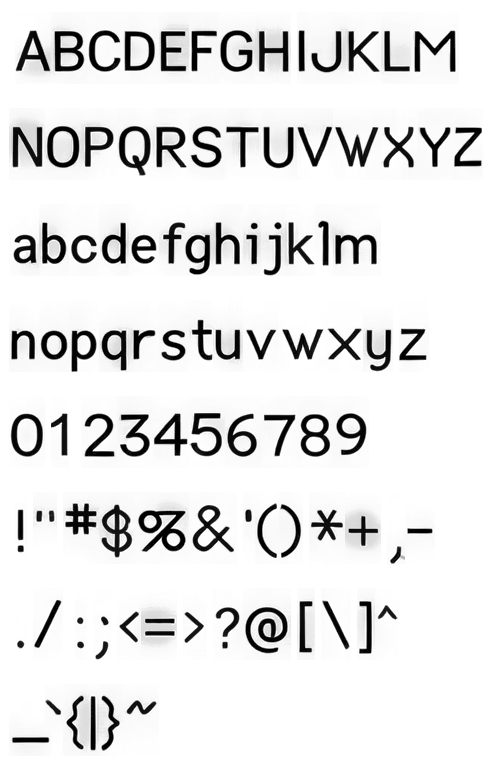 ABCDEFGHIJKLM
NOPQRSTUVWXYZ
abcdefghijklm
nopqrstuvwxyz
0123456789
!"#$%&'()*+,-
./:;<=>?@[\]^
_`{|}~